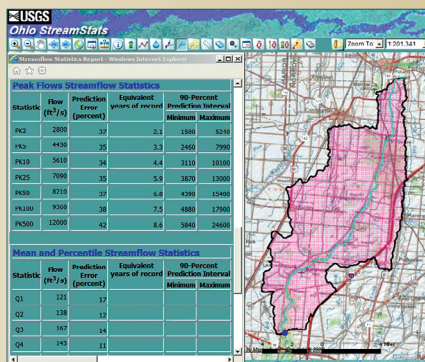 USGS
Ohio StreamStats
Zoom To: 1:201,341
Streamflow Statistics Report - Windows Internet Explorer
Peak Flows Streamflow Statistics
Statistic Flow (ft³/s) Prediction Error (percent) Equivalent years of record 90-Percent Prediction Interval
Minimum Maximum
PK2 2800 37 2.1 1500 5240
PK5 4430 35 3.3 2460 7990
PK10 5610 34 4.4 3110 10100
PK25 7090 35 5.9 3870 13000
PK50 8210 37 6.8 4390 15400
PK100 9360 38 7.5 4880 17900
PK500 12000 42 8.6 5840 24600
Mean and Percentile Streamflow Statistics
Statistic Flow (ft³/s) Prediction Error (percent) Equivalent years of record 90-Percent Prediction Interval
Minimum Maximum
Q1 121 17
Q2 138 12
Q3 167 14
Q4 143 11